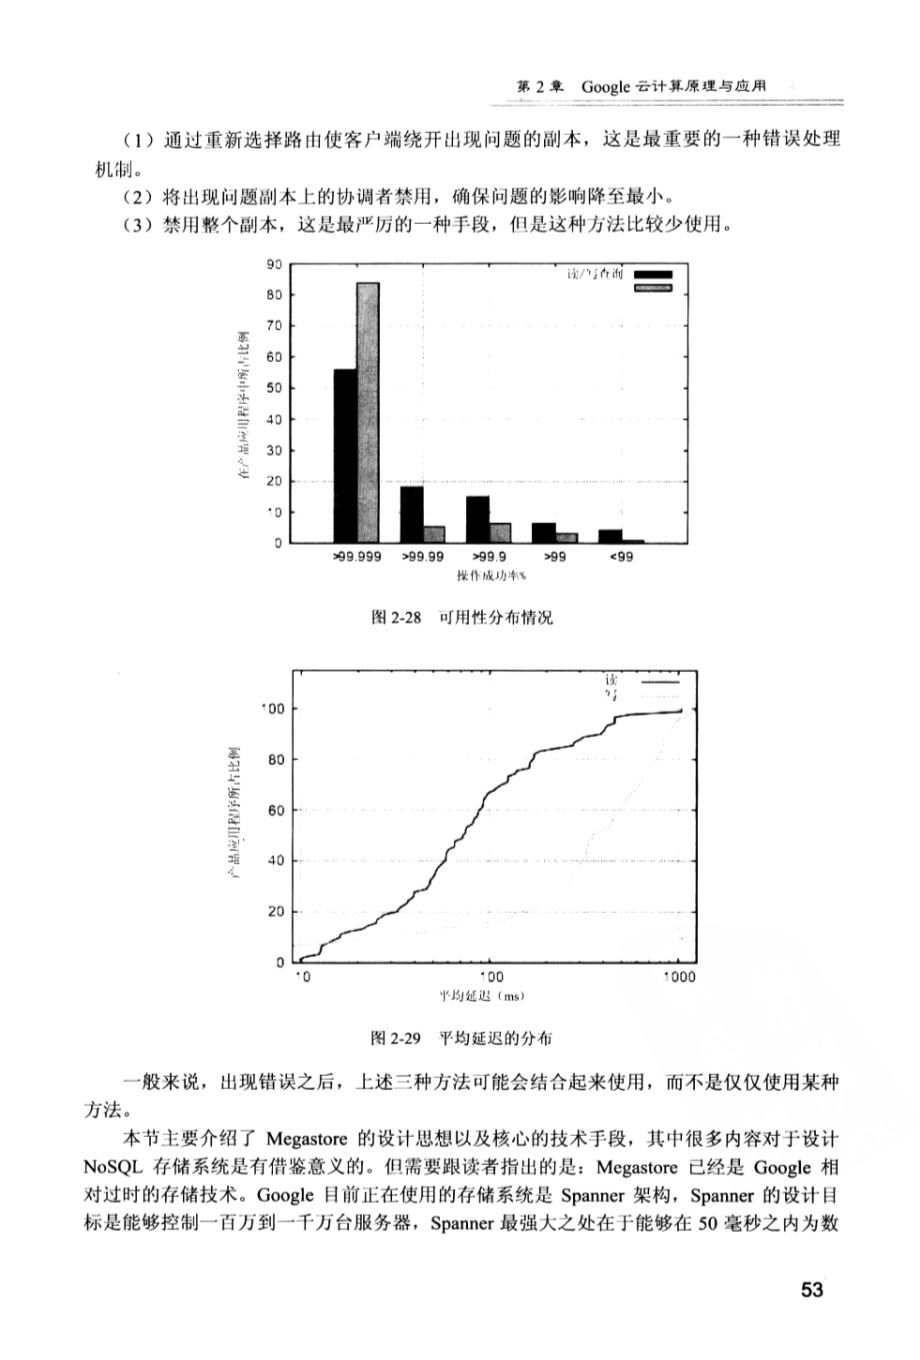 第 2 章 Google 云计算原理与应用
（1）通过重新选择路由使客户端绕开出现问题的副本，这是最重要的一种错误处理
机制。
（2）将出现问题副本上的协调者禁用，确保问题的影响降至最小。
（3）禁用整个副本，这是最严厉的一种手段，但是这种方法比较少使用。
读/写查询
90
80
70
60
50
40
30
20
10
0
在产品应用程序中所占比例
>99.999 >99.99 >99.9 >99 <99
操作成功率%
图 2-28 可用性分布情况
读
写
100
80
60
40
20
0
产品应用程序所占比例
10 100 1000
平均延迟（ms）
图 2-29 平均延迟的分布
一般来说，出现错误之后，上述三种方法可能会结合起来使用，而不是仅仅使用某种
方法。
本节主要介绍了 Megastore 的设计思想以及核心的技术手段，其中很多内容对于设计
NoSQL 存储系统是有借鉴意义的。但需要跟读者指出的是：Megastore 已经是 Google 相
对过时的存储技术。Google 目前正在使用的存储系统是 Spanner 架构，Spanner 的设计目
标是能够控制一百万到一千万台服务器，Spanner 最强大之处在于能够在 50 毫秒之内为数
53